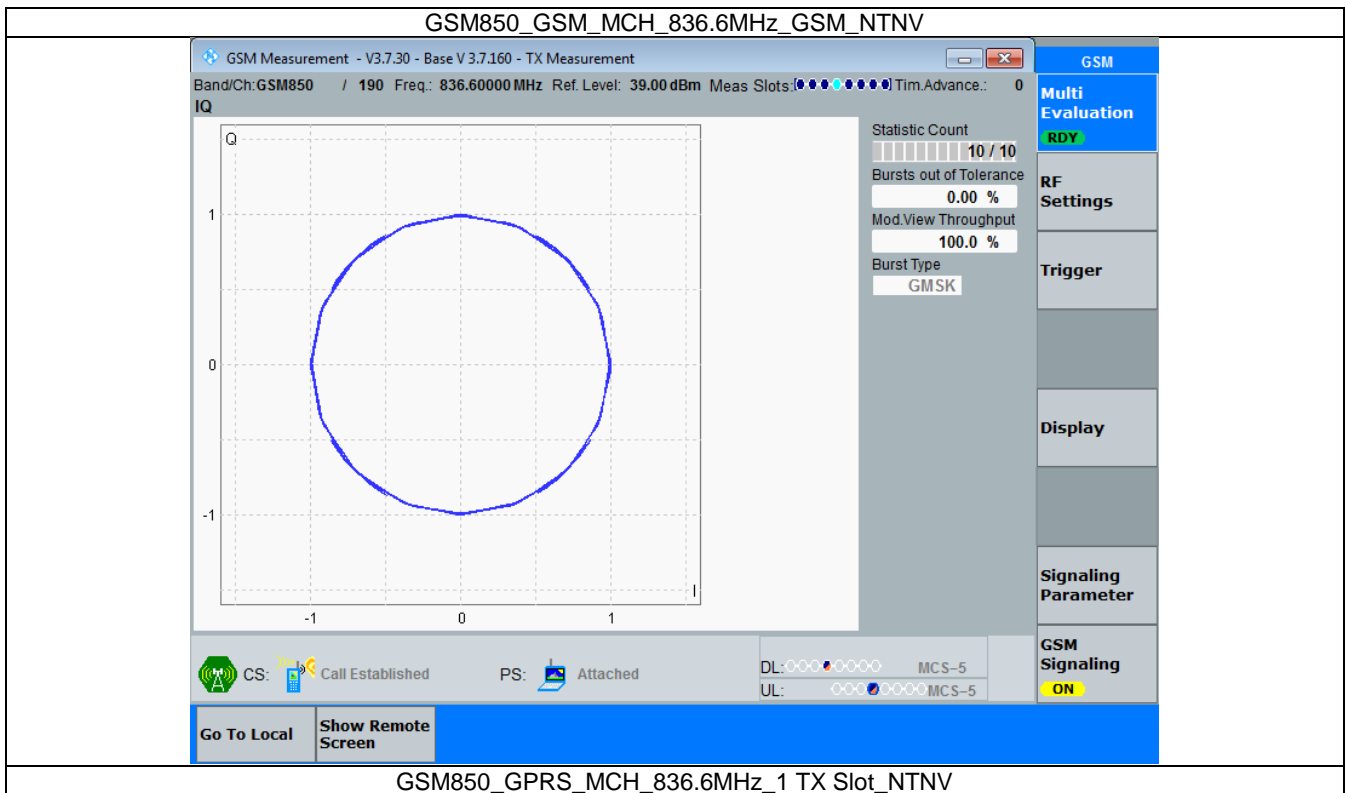 GSM850_GSM_MCH_836.6MHz_GSM_NTNV
GSM Measurement - V3.7.30 - Base V 3.7.160 - TX Measurement
Band/Ch: GSM850 / 190 Freq.: 836.60000 MHz Ref. Level: 39.00 dBm Meas Slots: Tim.Advance.: 0
IQ
Q
1
0
-1
-1 0 1
I
Statistic Count
10 / 10
Bursts out of Tolerance
0.00 %
Mod.View Throughput
100.0 %
Burst Type
GMSK
GSM
Multi Evaluation
RDY
RF Settings
Trigger
Display
Signaling Parameter
GSM Signaling
ON
CS: Call Established PS: Attached
DL: MCS-5
UL: MCS-5
Go To Local
Show Remote Screen
GSM850_GPRS_MCH_836.6MHz_1 TX Slot_NTNV